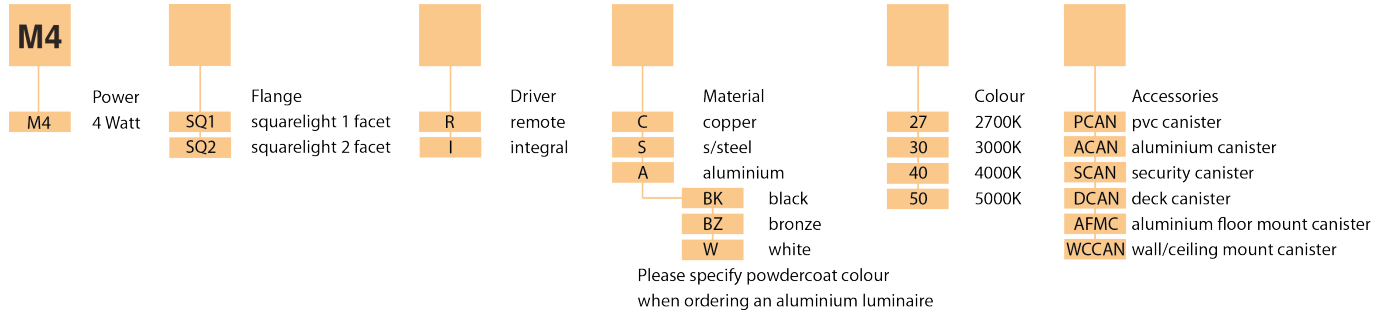 M4
Power Flange Driver Material Colour Accessories
M4 4 Watt SQ1 squarelight 1 facet R remote C copper 27 2700K PCAN pvc canister
SQ2 squarelight 2 facet I integral S s/steel 30 3000K ACAN aluminium canister
A aluminium 40 4000K SCAN security canister
BK black 50 5000K DCAN deck canister
BZ bronze AFMC aluminium floor mount canister
W white WCCAN wall/ceiling mount canister
Please specify powdercoat colour
when ordering an aluminium luminaire